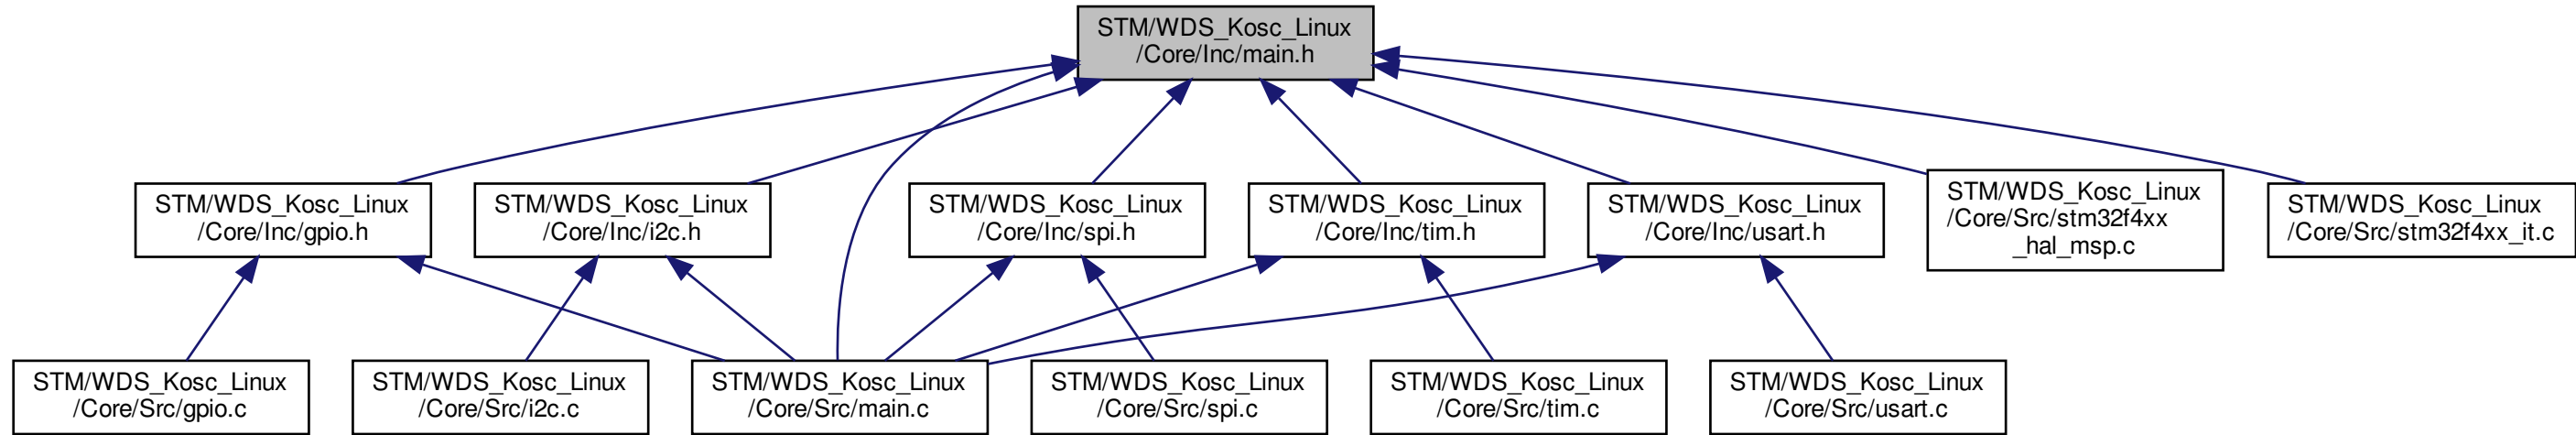 STM/WDS_Kosc_Linux
/Core/Inc/main.h
STM/WDS_Kosc_Linux
/Core/Inc/gpio.h
STM/WDS_Kosc_Linux
/Core/Inc/i2c.h
STM/WDS_Kosc_Linux
/Core/Inc/spi.h
STM/WDS_Kosc_Linux
/Core/Inc/tim.h
STM/WDS_Kosc_Linux
/Core/Inc/usart.h
STM/WDS_Kosc_Linux
/Core/Src/stm32f4xx
_hal_msp.c
STM/WDS_Kosc_Linux
/Core/Src/stm32f4xx_it.c
STM/WDS_Kosc_Linux
/Core/Src/gpio.c
STM/WDS_Kosc_Linux
/Core/Src/i2c.c
STM/WDS_Kosc_Linux
/Core/Src/main.c
STM/WDS_Kosc_Linux
/Core/Src/spi.c
STM/WDS_Kosc_Linux
/Core/Src/tim.c
STM/WDS_Kosc_Linux
/Core/Src/usart.c